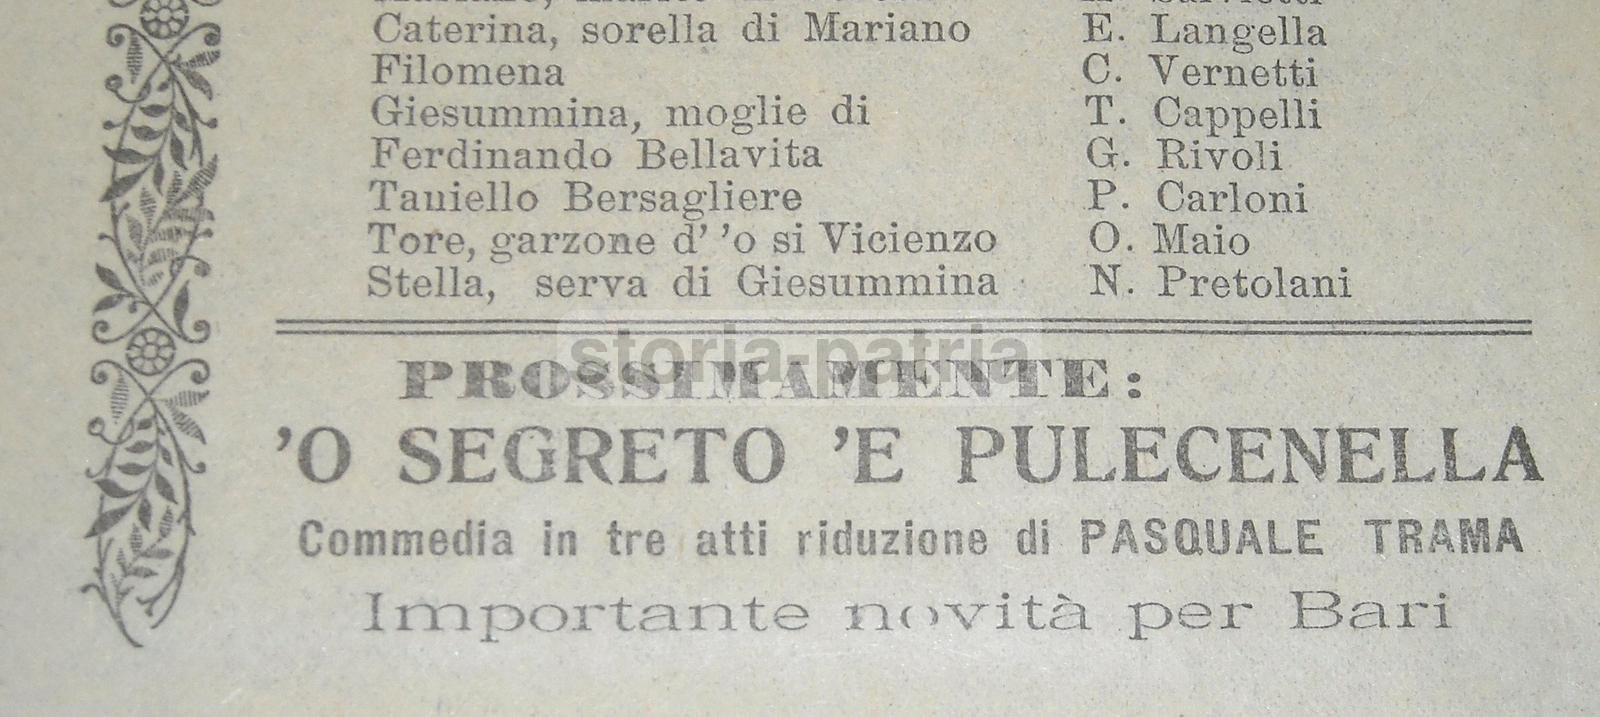 Caterina, sorella di Mariano E. Langella
Filomena C. Vernetti
Giesummina, moglie di T. Cappelli
Ferdinando Bellavita G. Rivoli
Tauiello Bersagliere P. Carloni
Tore, garzone d' 'o si Vicienzo O. Maio
Stella, serva di Giesummina N. Pretolani
storia-patria
PROSSIMAMENTE:
'O SEGRETO 'E PULECENELLA
Commedia in tre atti riduzione di PASQUALE TRAMA
Importante novità per Bari